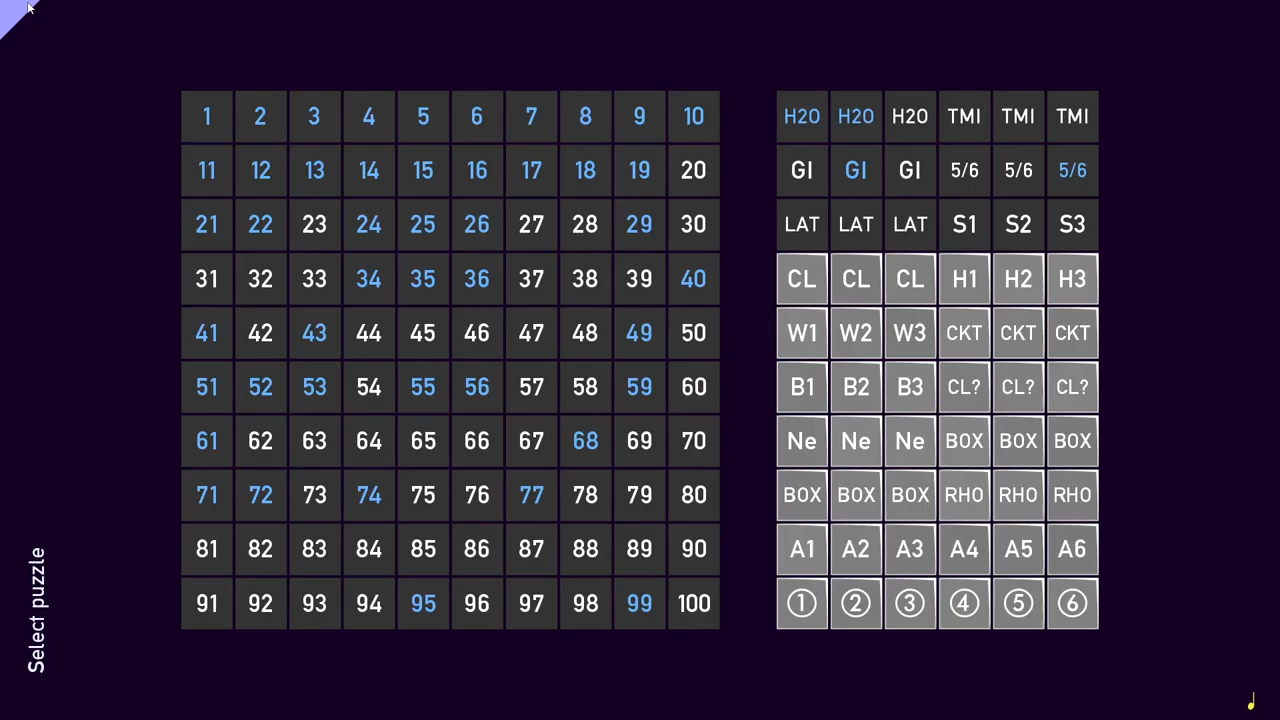 1 2 3 4 5 6 7 8 9 10 H2O H2O H2O TMI TMI TMI
11 12 13 14 15 16 17 18 19 20 GI GI GI 5/6 5/6 5/6
21 22 23 24 25 26 27 28 29 30 LAT LAT LAT S1 S2 S3
31 32 33 34 35 36 37 38 39 40 CL CL CL H1 H2 H3
41 42 43 44 45 46 47 48 49 50 W1 W2 W3 CKT CKT CKT
51 52 53 54 55 56 57 58 59 60 B1 B2 B3 CL? CL? CL?
61 62 63 64 65 66 67 68 69 70 Ne Ne Ne BOX BOX BOX
71 72 73 74 75 76 77 78 79 80 BOX BOX BOX RHO RHO RHO
81 82 83 84 85 86 87 88 89 90 A1 A2 A3 A4 A5 A6
91 92 93 94 95 96 97 98 99 100 ① ② ③ ④ ⑤ ⑥
Select puzzle